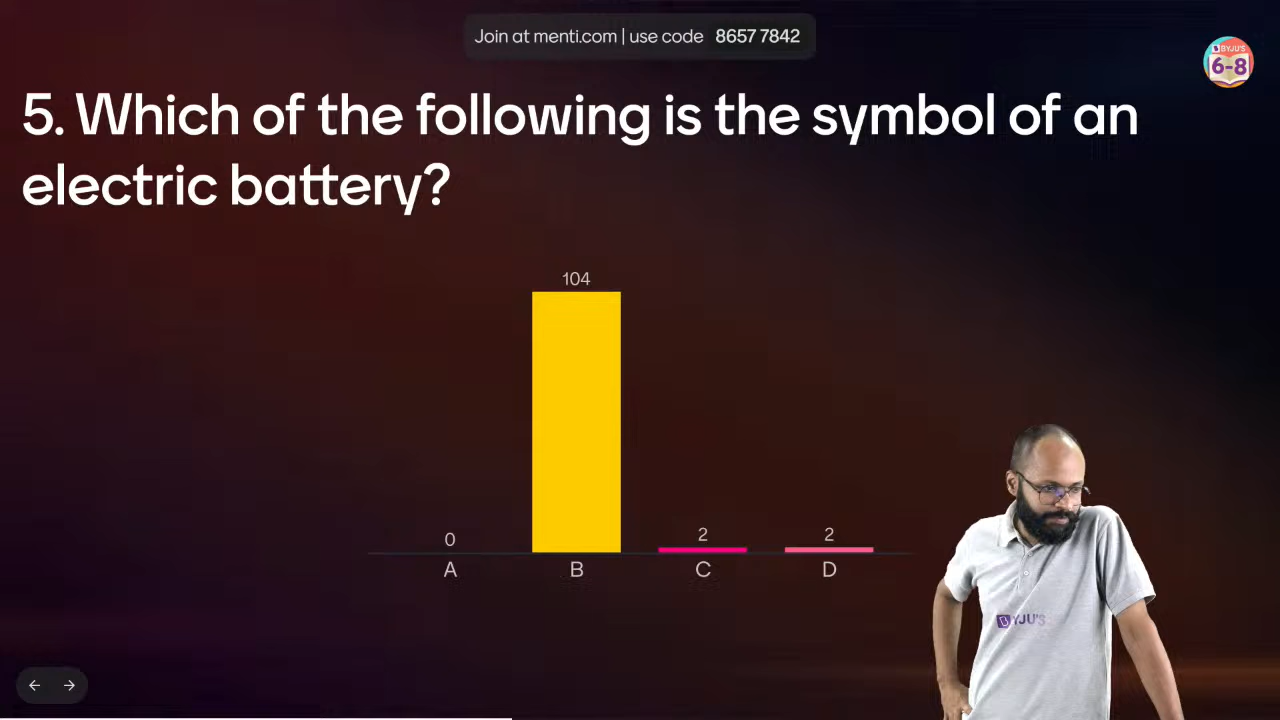 Join at menti.com | use code 8657 7842
BYJU'S
6-8
5. Which of the following is the symbol of an
electric battery?
104
0
2
2
A
B
C
D
BYJU'S